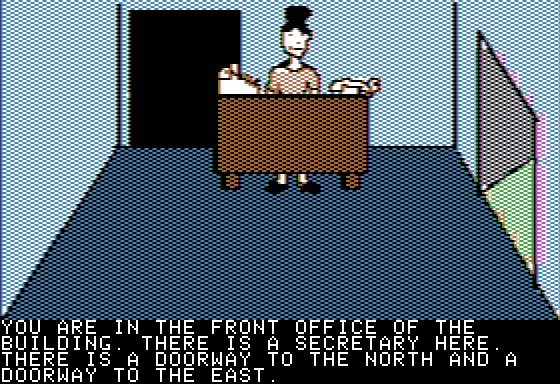 YOU ARE IN THE FRONT OFFICE OF THE
BUILDING. THERE IS A SECRETARY HERE.
THERE IS A DOORWAY TO THE NORTH AND A
DOORWAY TO THE EAST.